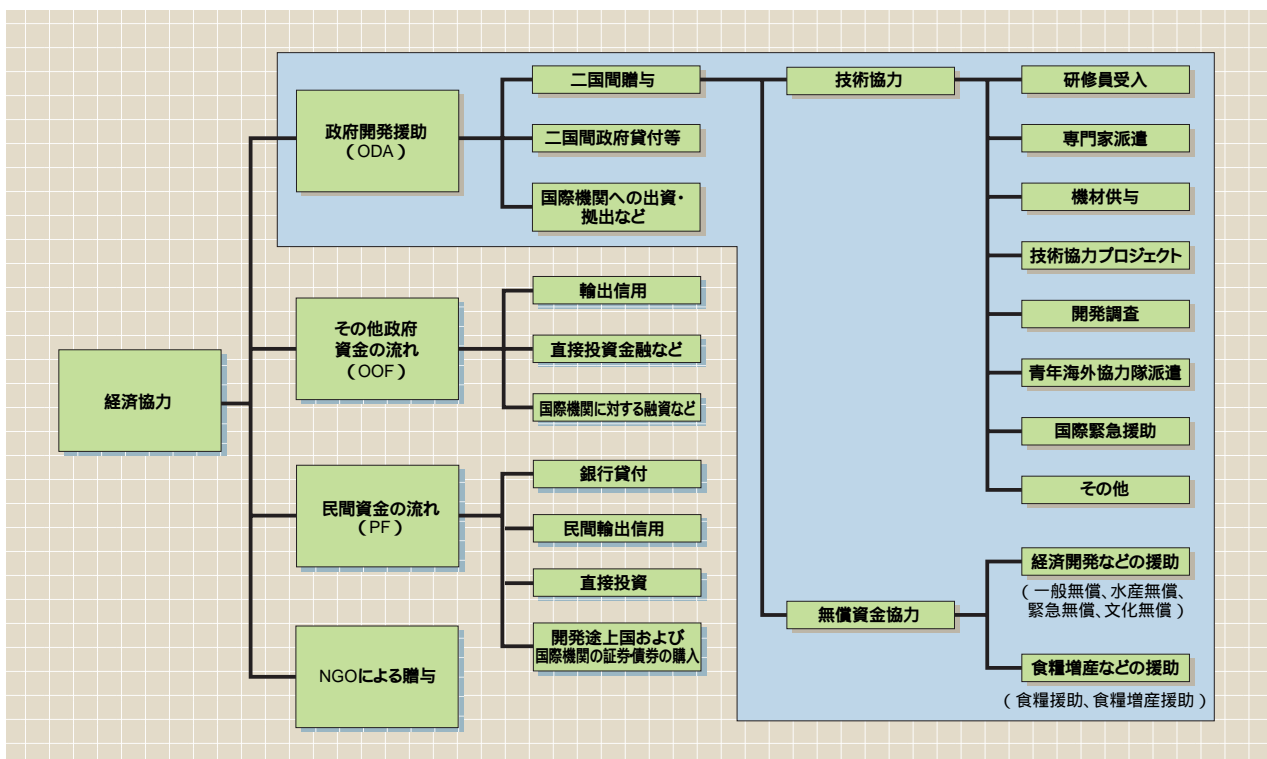 経済協力
政府開発援助
(ODA)
二国間贈与
二国間政府貸付等
国際機関への出資・
拠出など
技術協力
研修員受入
専門家派遣
機材供与
技術協力プロジェクト
開発調査
青年海外協力隊派遣
国際緊急援助
その他
無償資金協力
経済開発などの援助
(一般無償、水産無償、
緊急無償、文化無償)
食糧増産などの援助
(食糧援助、食糧増産援助)
その他政府
資金の流れ
(OOF)
輸出信用
直接投資金融など
国際機関に対する融資など
民間資金の流れ
(PF)
銀行貸付
民間輸出信用
直接投資
開発途上国および
国際機関の証券・債券の購入
NGOによる贈与